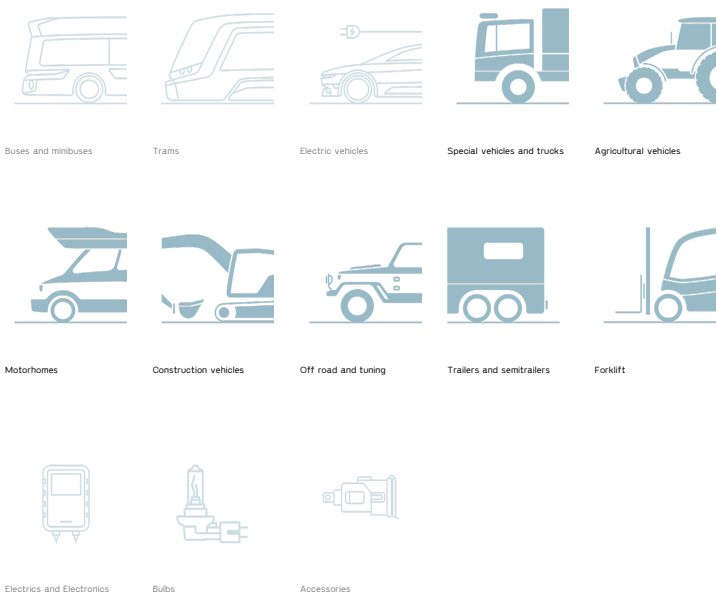 Buses and minibuses
Trams
Electric vehicles
Special vehicles and trucks
Agricultural vehicles
Motorhomes
Construction vehicles
Off road and tuning
Trailers and semitrailers
Forklift
Electrics and Electronics
Bulbs
Accessories